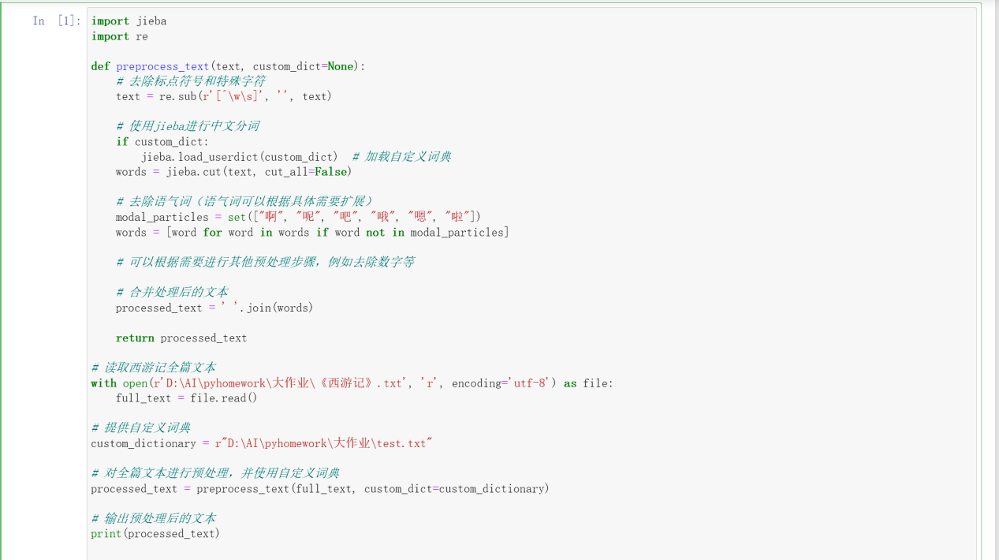 In [1]: import jieba
import re
def preprocess_text(text, custom_dict=None):
# 去除标点符号和特殊字符
text = re.sub(r'[^\w\s]', '', text)
# 使用jieba进行中文分词
if custom_dict:
jieba.load_userdict(custom_dict)  # 加载自定义词典
words = jieba.cut(text, cut_all=False)
# 去除语气词（语气词可以根据具体需要扩展）
modal_particles = set(["啊", "呢", "吧", "哦", "嗯", "啦"])
words = [word for word in words if word not in modal_particles]
# 可以根据需要进行其他预处理步骤，例如去除数字等
# 合并处理后的文本
processed_text = ' '.join(words)
return processed_text
# 读取西游记全篇文本
with open(r'D:\AI\pyhomework\大作业\《西游记》.txt', 'r', encoding='utf-8') as file:
full_text = file.read()
# 提供自定义词典
custom_dictionary = r"D:\AI\pyhomework\大作业\test.txt"
# 对全篇文本进行预处理，并使用自定义词典
processed_text = preprocess_text(full_text, custom_dict=custom_dictionary)
# 输出预处理后的文本
print(processed_text)